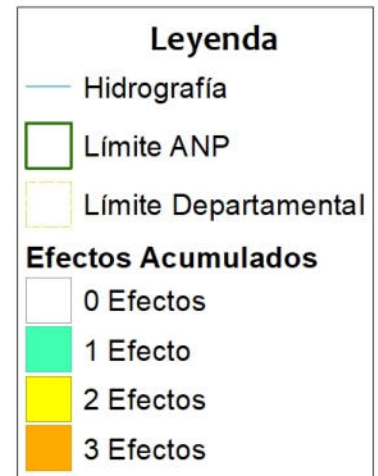 Leyenda
Hidrografía
Límite ANP
Límite Departamental
Efectos Acumulados
0 Efectos
1 Efecto
2 Efectos
3 Efectos